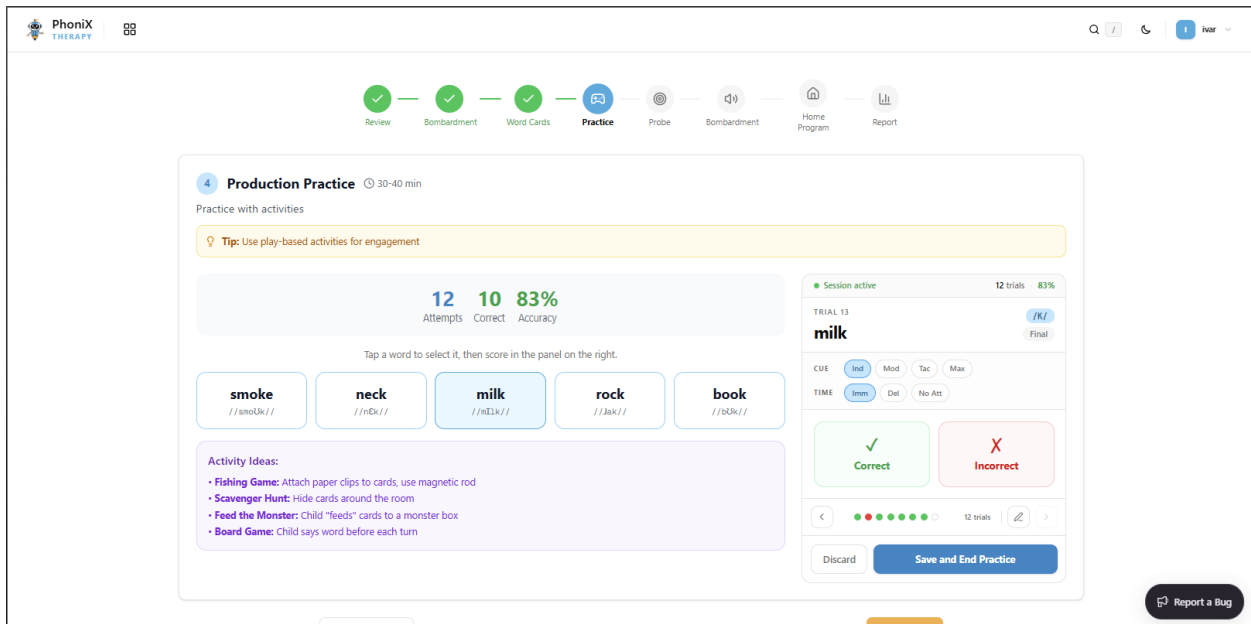 PhoniX
THERAPY
/
I
ivar
Review
Bombardment
Word Cards
Practice
Probe
Bombardment
Home
Program
Report
4
Production Practice
30-40 min
Practice with activities
Tip: Use play-based activities for engagement
12
10
83%
Attempts
Correct
Accuracy
Tap a word to select it, then score in the panel on the right.
smoke
//smoƱk//
neck
//nƐk//
milk
//mɪlk//
rock
//ɹak//
book
//bƱk//
Activity Ideas:
• Fishing Game: Attach paper clips to cards, use magnetic rod
• Scavenger Hunt: Hide cards around the room
• Feed the Monster: Child "feeds" cards to a monster box
• Board Game: Child says word before each turn
Session active
12 trials
83%
TRIAL 13
/K/
milk
Final
CUE
Ind
Mod
Tac
Max
TIME
Imm
Del
No Att
✓
✗
Correct
Incorrect
12 trials
Discard
Save and End Practice
Report a Bug